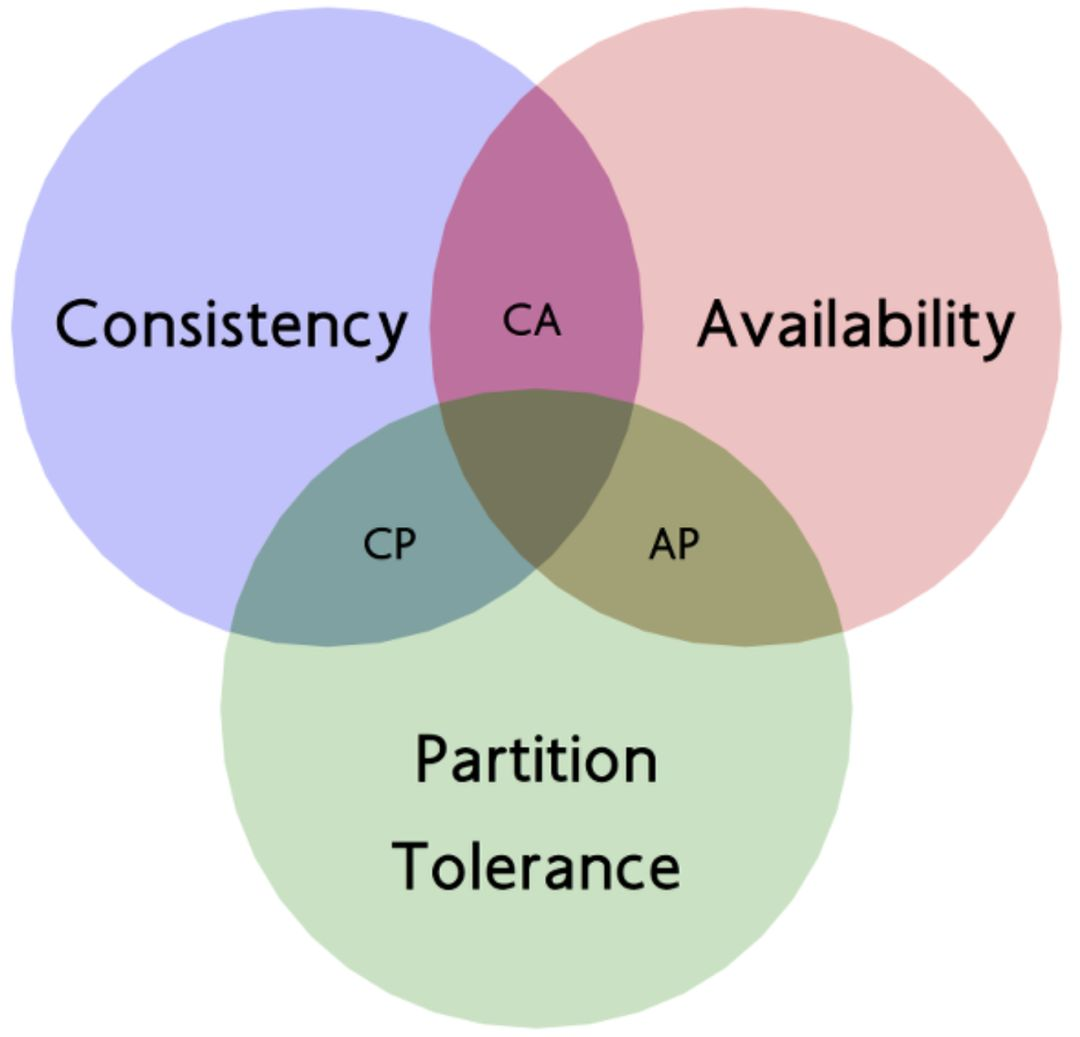 Consistency
CA
Availability
CP
AP
Partition
Tolerance